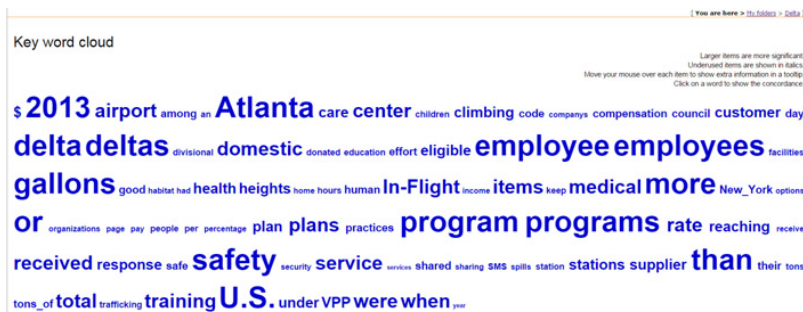 [ You are here > My folders > Delta ]
Key word cloud
Larger items are more significant
Underused items are shown in italics
Move your mouse over each item to show extra information in a tooltip
Click on a word to show the concordance
$ 2013 airport among an Atlanta care center children climbing code companys compensation council customer day
delta deltas divisional domestic donated education effort eligible employee employees facilities
gallons good habitat had health heights home hours human In-Flight income items keep medical more New_York options
or organizations page pay people per percentage plan plans practices program programs rate reaching receive
received response safe safety security service services shared sharing SMS spills station stations supplier than their tons
tons_of total trafficking training U.S. under VPP were when year